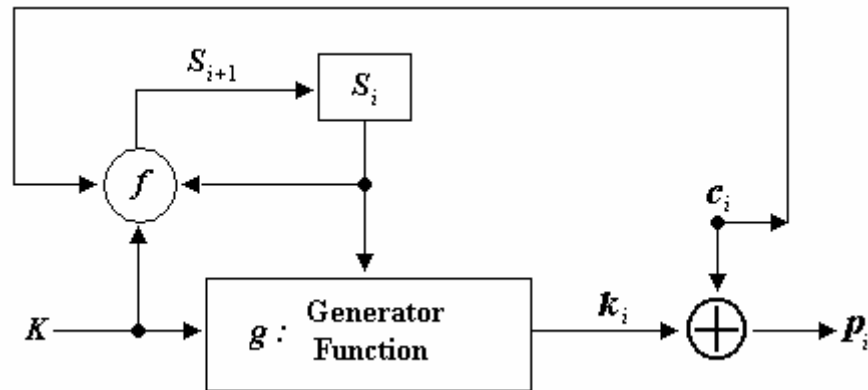 S_{i+1}
S_i
f
c_i
K
g : Generator
Function
k_i
p_i